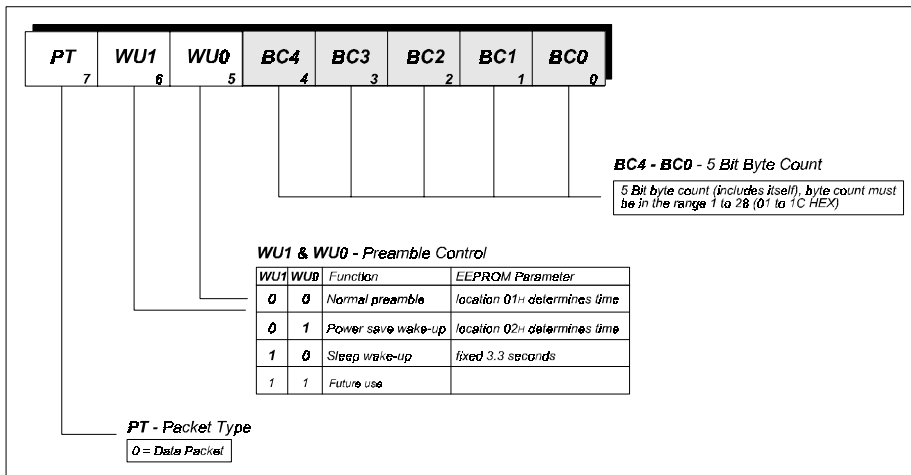 PT WU1 WU0 BC4 BC3 BC2 BC1 BC0
7 6 5 4 3 2 1 0
BC4 - BC0 - 5 Bit Byte Count
5 Bit byte count (includes itself), byte count must
be in the range 1 to 28 (01 to 1C HEX)
WU1 & WU0 - Preamble Control
WU1 WU0 Function EEPROM Parameter
0 0 Normal preamble location 01H determines time
0 1 Power save wake-up location 02H determines time
1 0 Sleep wake-up fixed 3.3 seconds
1 1 Future use
PT - Packet Type
0 = Data Packet